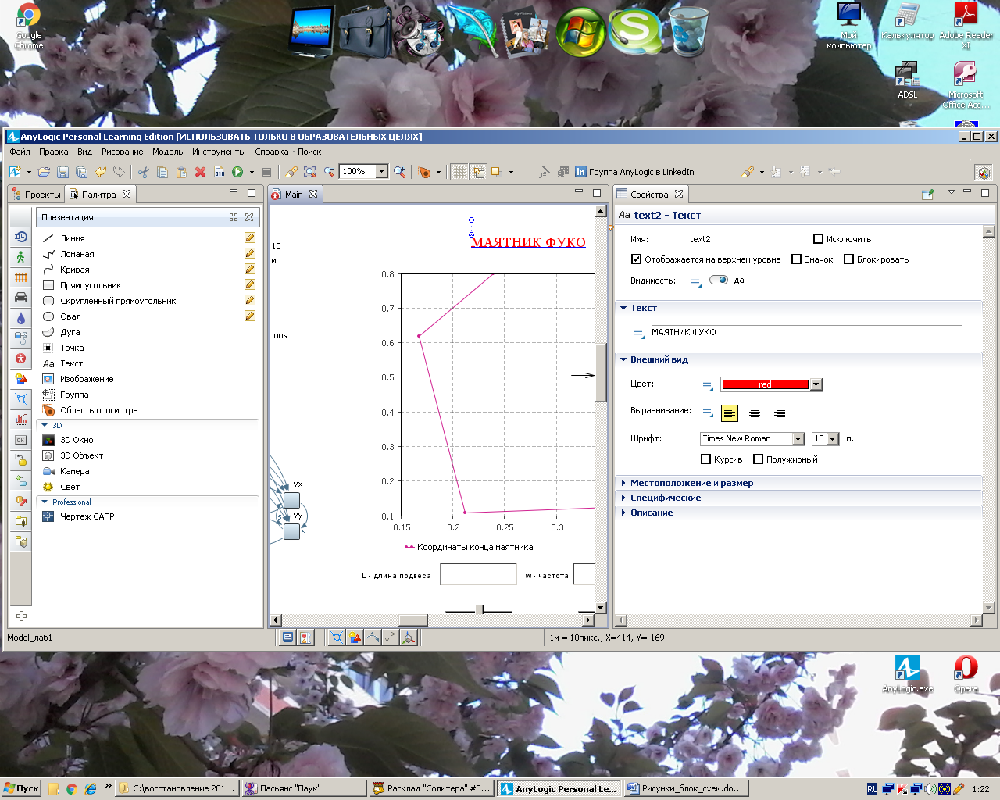 Google
Chrome
My Pictures
Мой
компьютер
Калькулятор
Adobe Reader
XI
ADSL
Microsoft
Office Acc...
AnyLogic Personal Learning Edition [ИСПОЛЬЗОВАТЬ ТОЛЬКО В ОБРАЗОВАТЕЛЬНЫХ ЦЕЛЯХ]
Файл Правка Вид Рисование Модель Инструменты Справка Поиск
100% Группа AnyLogic в LinkedIn
Проекты Палитра
Презентация
Линия
Ломаная
Кривая
Прямоугольник
Скругленный прямоугольник
Овал
Дуга
Точка
Aa Текст
Изображение
Группа
Область просмотра
3D
3D Окно
3D Объект
Камера
Свет
Professional
Чертеж САПР
Main
10
м
МАЯТНИК ФУКО
tions
0.8
0.7
0.6
0.5
0.4
0.3
0.2
0.1
0.15 0.2 0.25 0.3
vx
vy
s
s
Координаты конца маятника
L - длина подвеса w - частота
Свойства
Aa text2 - Текст
Имя: text2 Исключить
Отображается на верхнем уровне Значок Блокировать
Видимость: да
Текст
МАЯТНИК ФУКО
Внешний вид
Цвет: red
Выравнивание:
Шрифт: Times New Roman 18 п.
Курсив Полужирный
Местоположение и размер
Специфические
Описание
Model_лаб1 1м = 10пикс., X=414, Y=-169
AnyLogic.exe
Opera
Пуск » C:\восстановление 201... Пасьянс "Паук" Расклад "Солитера" #3... AnyLogic Personal Le... Рисунки_блок_схем.do... RU 1:22